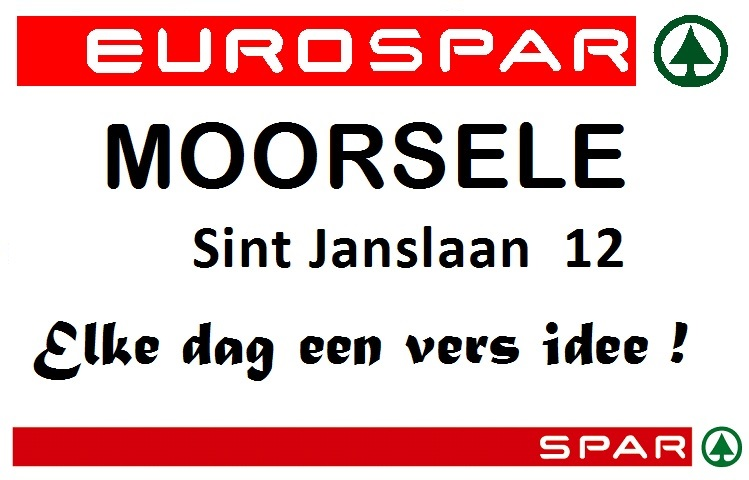 EUROSPAR
MOORSELE
Sint Janslaan 12
Elke dag een vers idee !
SPAR